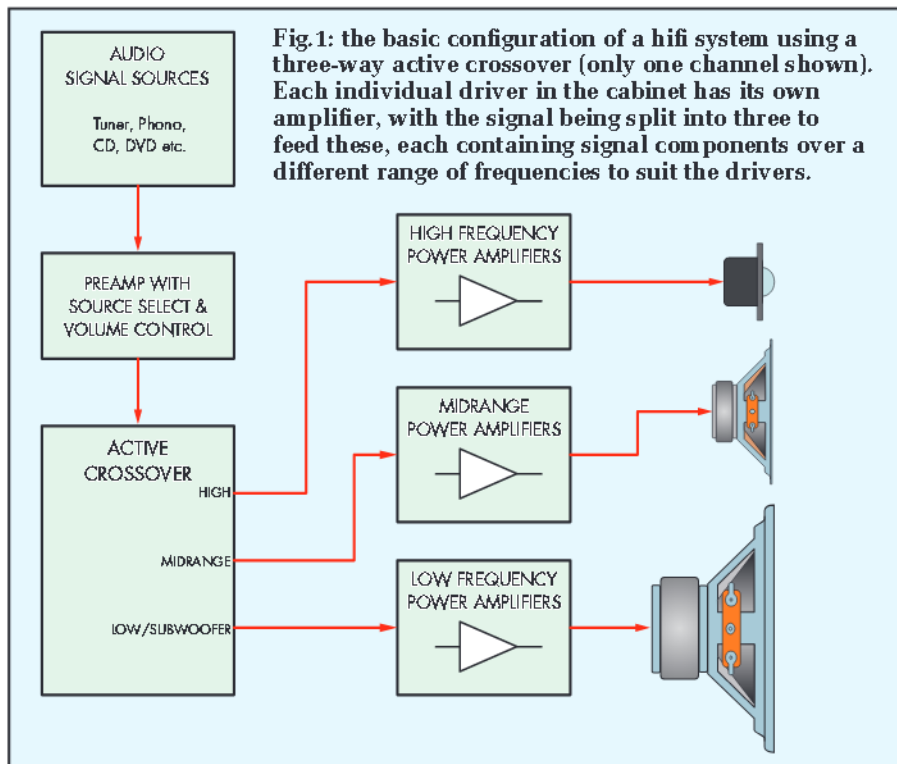 AUDIO
SIGNAL SOURCES
Tuner, Phono,
CD, DVD etc.
Fig.1: the basic configuration of a hifi system using a
three-way active crossover (only one channel shown).
Each individual driver in the cabinet has its own
amplifier, with the signal being split into three to
feed these, each containing signal components over a
different range of frequencies to suit the drivers.
PREAMP WITH
SOURCE SELECT &
VOLUME CONTROL
ACTIVE
CROSSOVER
HIGH
MIDRANGE
LOW/SUBWOOFER
HIGH FREQUENCY
POWER AMPLIFIERS
MIDRANGE
POWER AMPLIFIERS
LOW FREQUENCY
POWER AMPLIFIERS